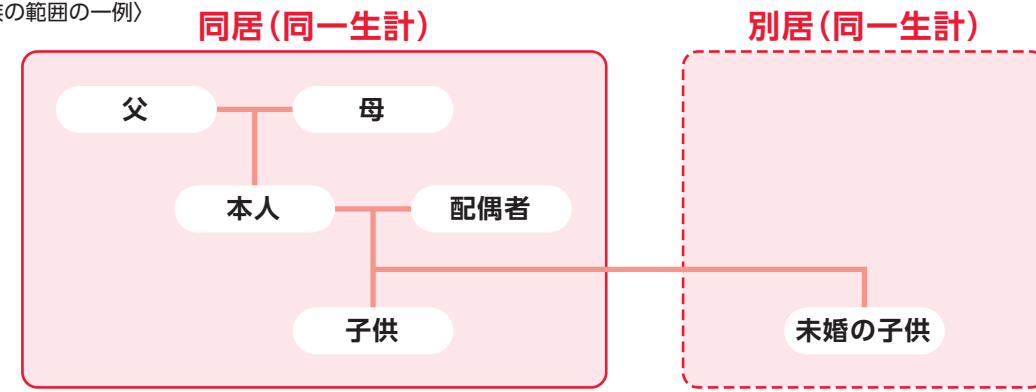 の範囲の一例〉
同居(同一生計)
別居(同一生計)
父
母
本人
配偶者
子供
未婚の子供